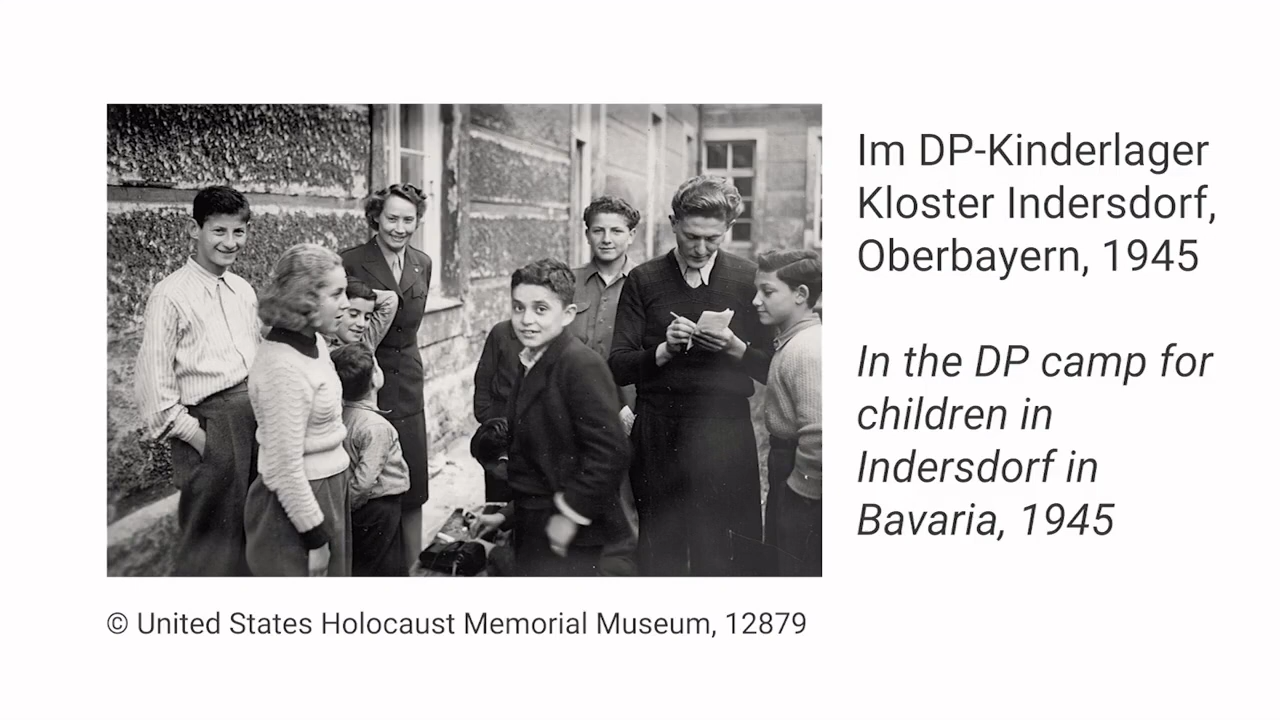 Im DP-Kinderlager
Kloster Indersdorf,
Oberbayern, 1945
In the DP camp for
children in
Indersdorf in
Bavaria, 1945
© United States Holocaust Memorial Museum, 12879